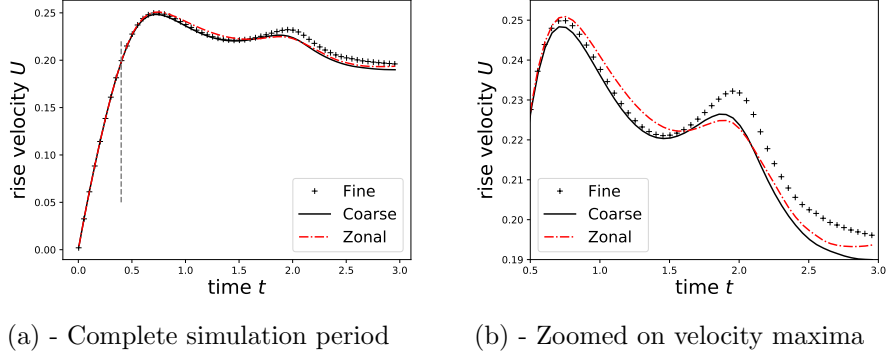 0.25
0.20
0.15
0.10
0.05
0.00
rise velocity U
0.0 0.5 1.0 1.5 2.0 2.5 3.0
time t
Fine
Coarse
Zonal
(a) - Complete simulation period
0.25
0.24
0.23
0.22
0.21
0.20
0.19
rise velocity U
0.5 1.0 1.5 2.0 2.5 3.0
time t
Fine
Coarse
Zonal
(b) - Zoomed on velocity maxima